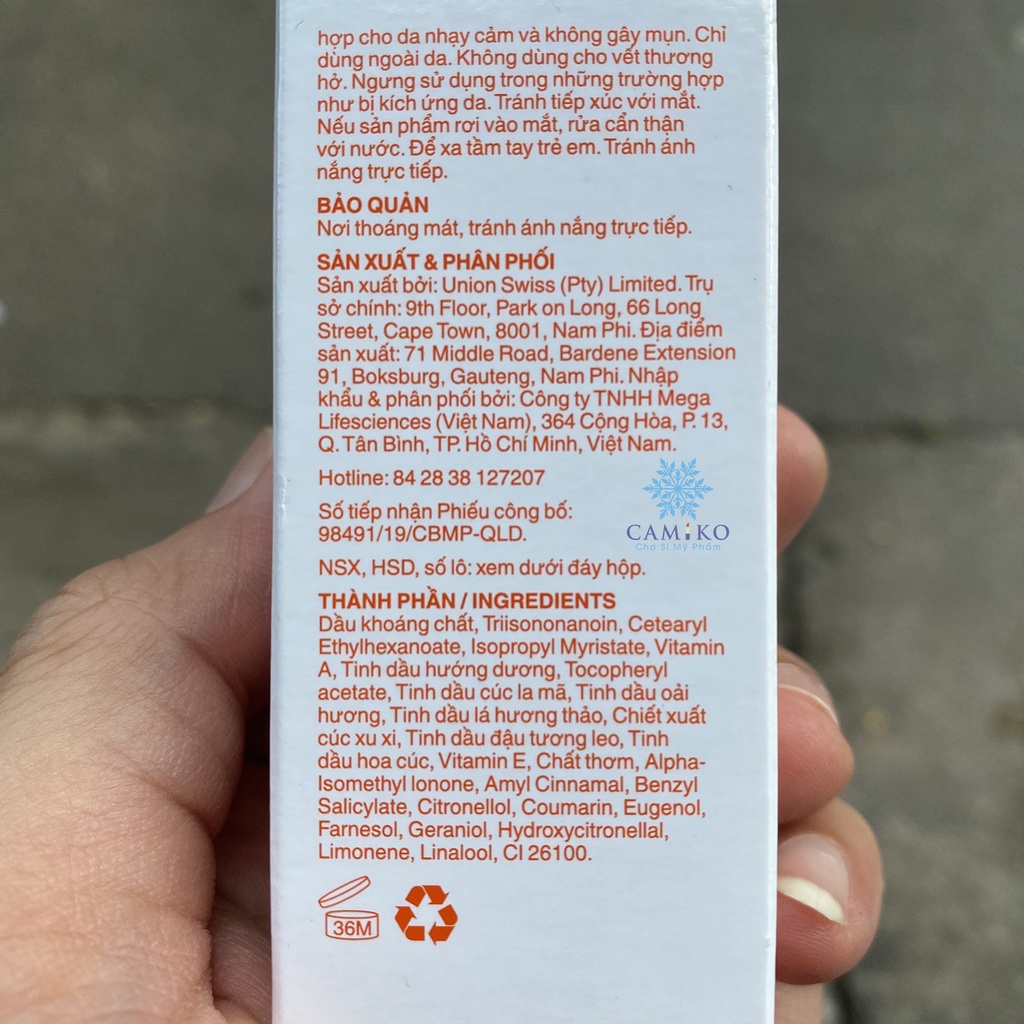 hợp cho da nhạy cảm và không gây mụn. Chỉ
dùng ngoài da. Không dùng cho vết thương
hở. Ngưng sử dụng trong những trường hợp
như bị kích ứng da. Tránh tiếp xúc với mắt.
Nếu sản phẩm rơi vào mắt, rửa cẩn thận
với nước. Để xa tầm tay trẻ em. Tránh ánh
nắng trực tiếp.
BẢO QUẢN
Nơi thoáng mát, tránh ánh nắng trực tiếp.
SẢN XUẤT & PHÂN PHỐI
Sản xuất bởi: Union Swiss (Pty) Limited. Trụ
sở chính: 9th Floor, Park on Long, 66 Long
Street, Cape Town, 8001, Nam Phi. Địa điểm
sản xuất: 71 Middle Road, Bardene Extension
91, Boksburg, Gauteng, Nam Phi. Nhập
khẩu & phân phối bởi: Công ty TNHH Mega
Lifesciences (Việt Nam), 364 Cộng Hòa, P. 13,
Q. Tân Bình, TP. Hồ Chí Minh, Việt Nam.
Hotline: 84 28 38 127207
Số tiếp nhận Phiếu công bố:
98491/19/CBMP-QLD.
CAMIKO
Chợ Sỉ Mỹ Phẩm
NSX, HSD, số lô: xem dưới đáy hộp.
THÀNH PHẦN / INGREDIENTS
Dầu khoáng chất, Triisononanoin, Cetearyl
Ethylhexanoate, Isopropyl Myristate, Vitamin
A, Tinh dầu hướng dương, Tocopheryl
acetate, Tinh dầu cúc la mã, Tinh dầu oải
hương, Tinh dầu lá hương thảo, Chiết xuất
cúc xu xi, Tinh dầu đậu tương leo, Tinh
dầu hoa cúc, Vitamin E, Chất thơm, Alpha-
Isomethyl Ionone, Amyl Cinnamal, Benzyl
Salicylate, Citronellol, Coumarin, Eugenol,
Farnesol, Geraniol, Hydroxycitronellal,
Limonene, Linalool, CI 26100.
36M